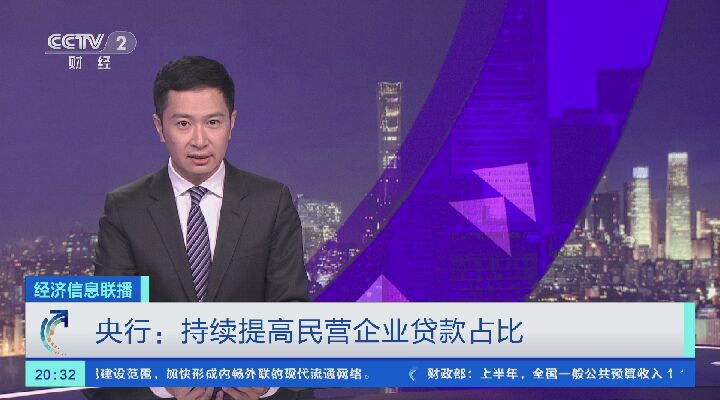 CCTV 2
财经
经济信息联播
央行：持续提高民营企业贷款占比
20:32 建设范围，加快形成内畅外联的现代流通网络。 财政部：上半年，全国一般公共预算收入